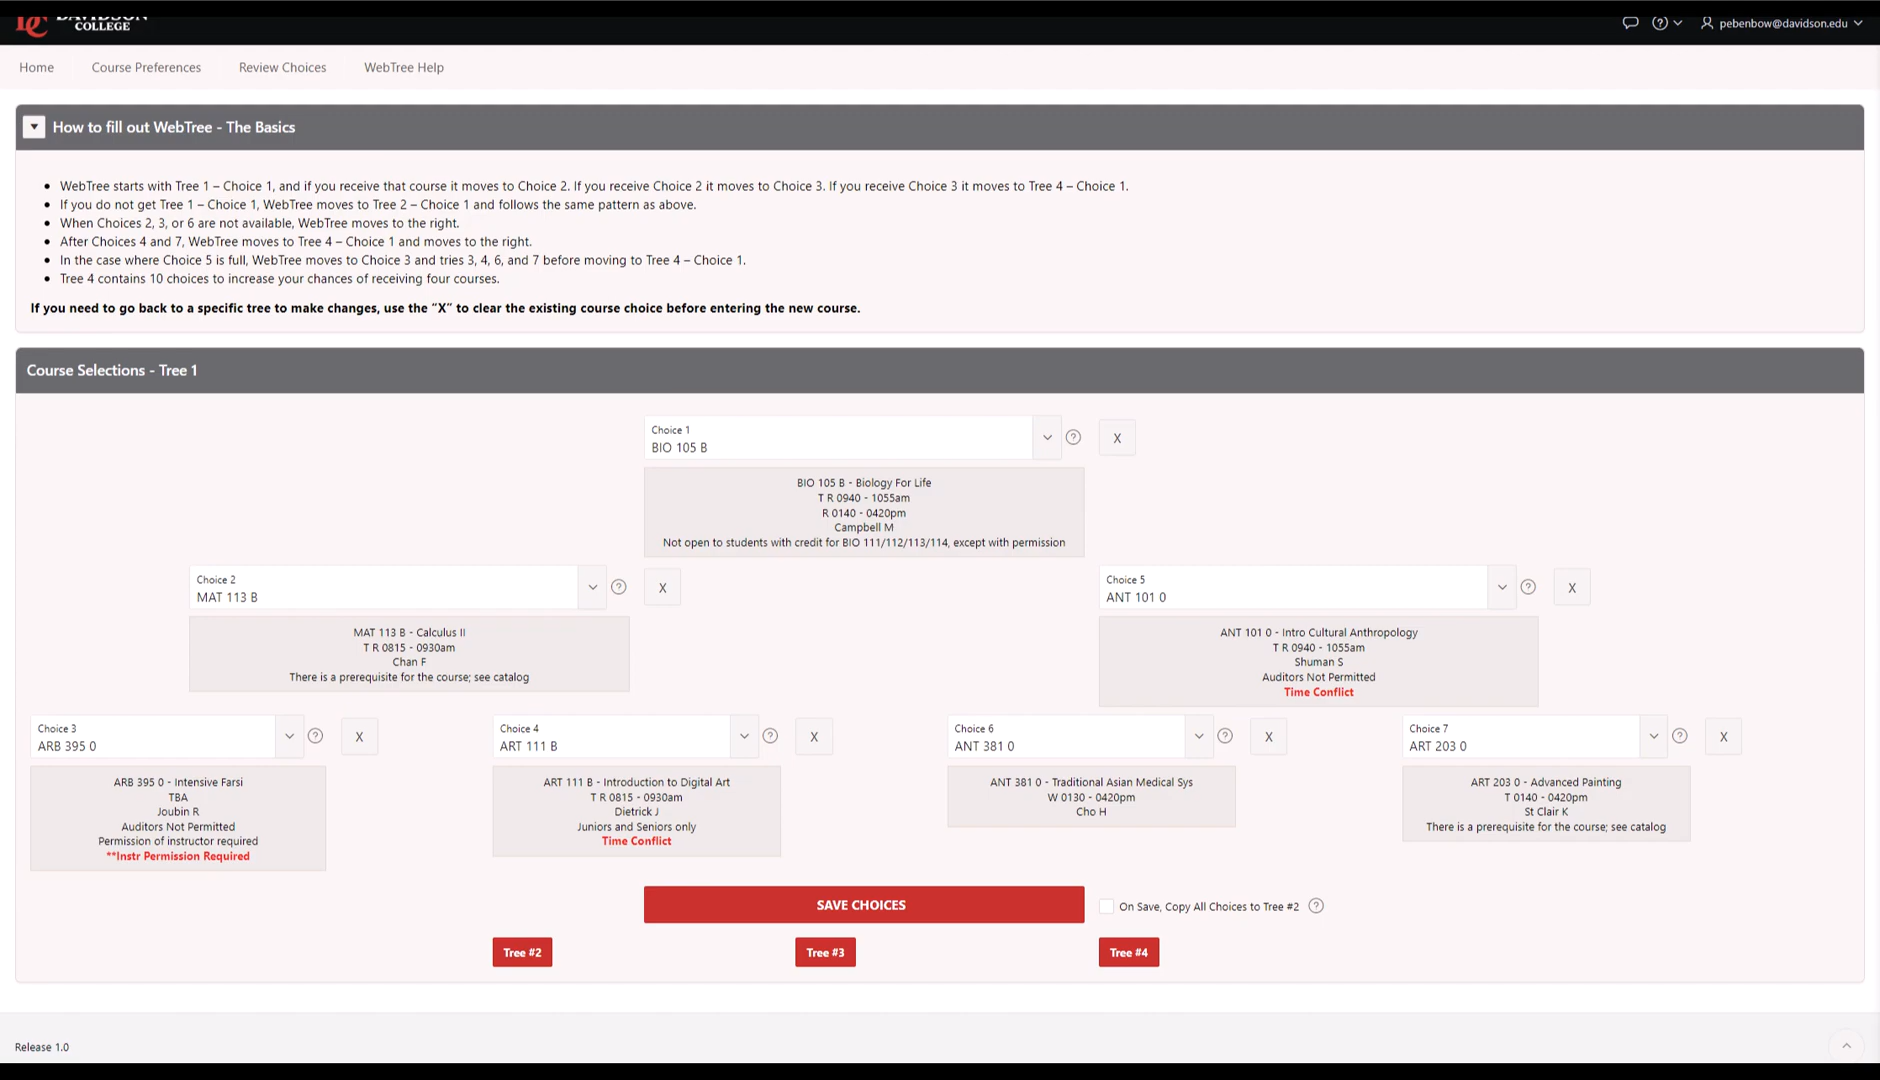 DAVIDSON
COLLEGE
pebenbow@davidson.edu
Home
Course Preferences
Review Choices
WebTree Help
How to fill out WebTree - The Basics
• WebTree starts with Tree 1 – Choice 1, and if you receive that course it moves to Choice 2. If you receive Choice 2 it moves to Choice 3. If you receive Choice 3 it moves to Tree 4 – Choice 1.
• If you do not get Tree 1 – Choice 1, WebTree moves to Tree 2 – Choice 1 and follows the same pattern as above.
• When Choices 2, 3, or 6 are not available, WebTree moves to the right.
• After Choices 4 and 7, WebTree moves to Tree 4 – Choice 1 and moves to the right.
• In the case where Choice 5 is full, WebTree moves to Choice 3 and tries 3, 4, 6, and 7 before moving to Tree 4 – Choice 1.
• Tree 4 contains 10 choices to increase your chances of receiving four courses.
If you need to go back to a specific tree to make changes, use the “X” to clear the existing course choice before entering the new course.
Course Selections - Tree 1
Choice 1
BIO 105 B
X
BIO 105 B - Biology For Life
T R 0940 - 1055am
R 0140 - 0420pm
Campbell M
Not open to students with credit for BIO 111/112/113/114, except with permission
Choice 2
MAT 113 B
X
MAT 113 B - Calculus II
T R 0815 - 0930am
Chan F
There is a prerequisite for the course; see catalog
Choice 5
ANT 101 0
X
ANT 101 0 - Intro Cultural Anthropology
T R 0940 - 1055am
Shuman S
Auditors Not Permitted
Time Conflict
Choice 3
ARB 395 0
X
ARB 395 0 - Intensive Farsi
TBA
Joubin R
Auditors Not Permitted
Permission of instructor required
**Instr Permission Required
Choice 4
ART 111 B
X
ART 111 B - Introduction to Digital Art
T R 0815 - 0930am
Dietrick J
Juniors and Seniors only
Time Conflict
Choice 6
ANT 381 0
X
ANT 381 0 - Traditional Asian Medical Sys
W 0130 - 0420pm
Cho H
Choice 7
ART 203 0
X
ART 203 0 - Advanced Painting
T 0140 - 0420pm
St Clair K
There is a prerequisite for the course; see catalog
SAVE CHOICES
On Save, Copy All Choices to Tree #2
Tree #2
Tree #3
Tree #4
Release 1.0